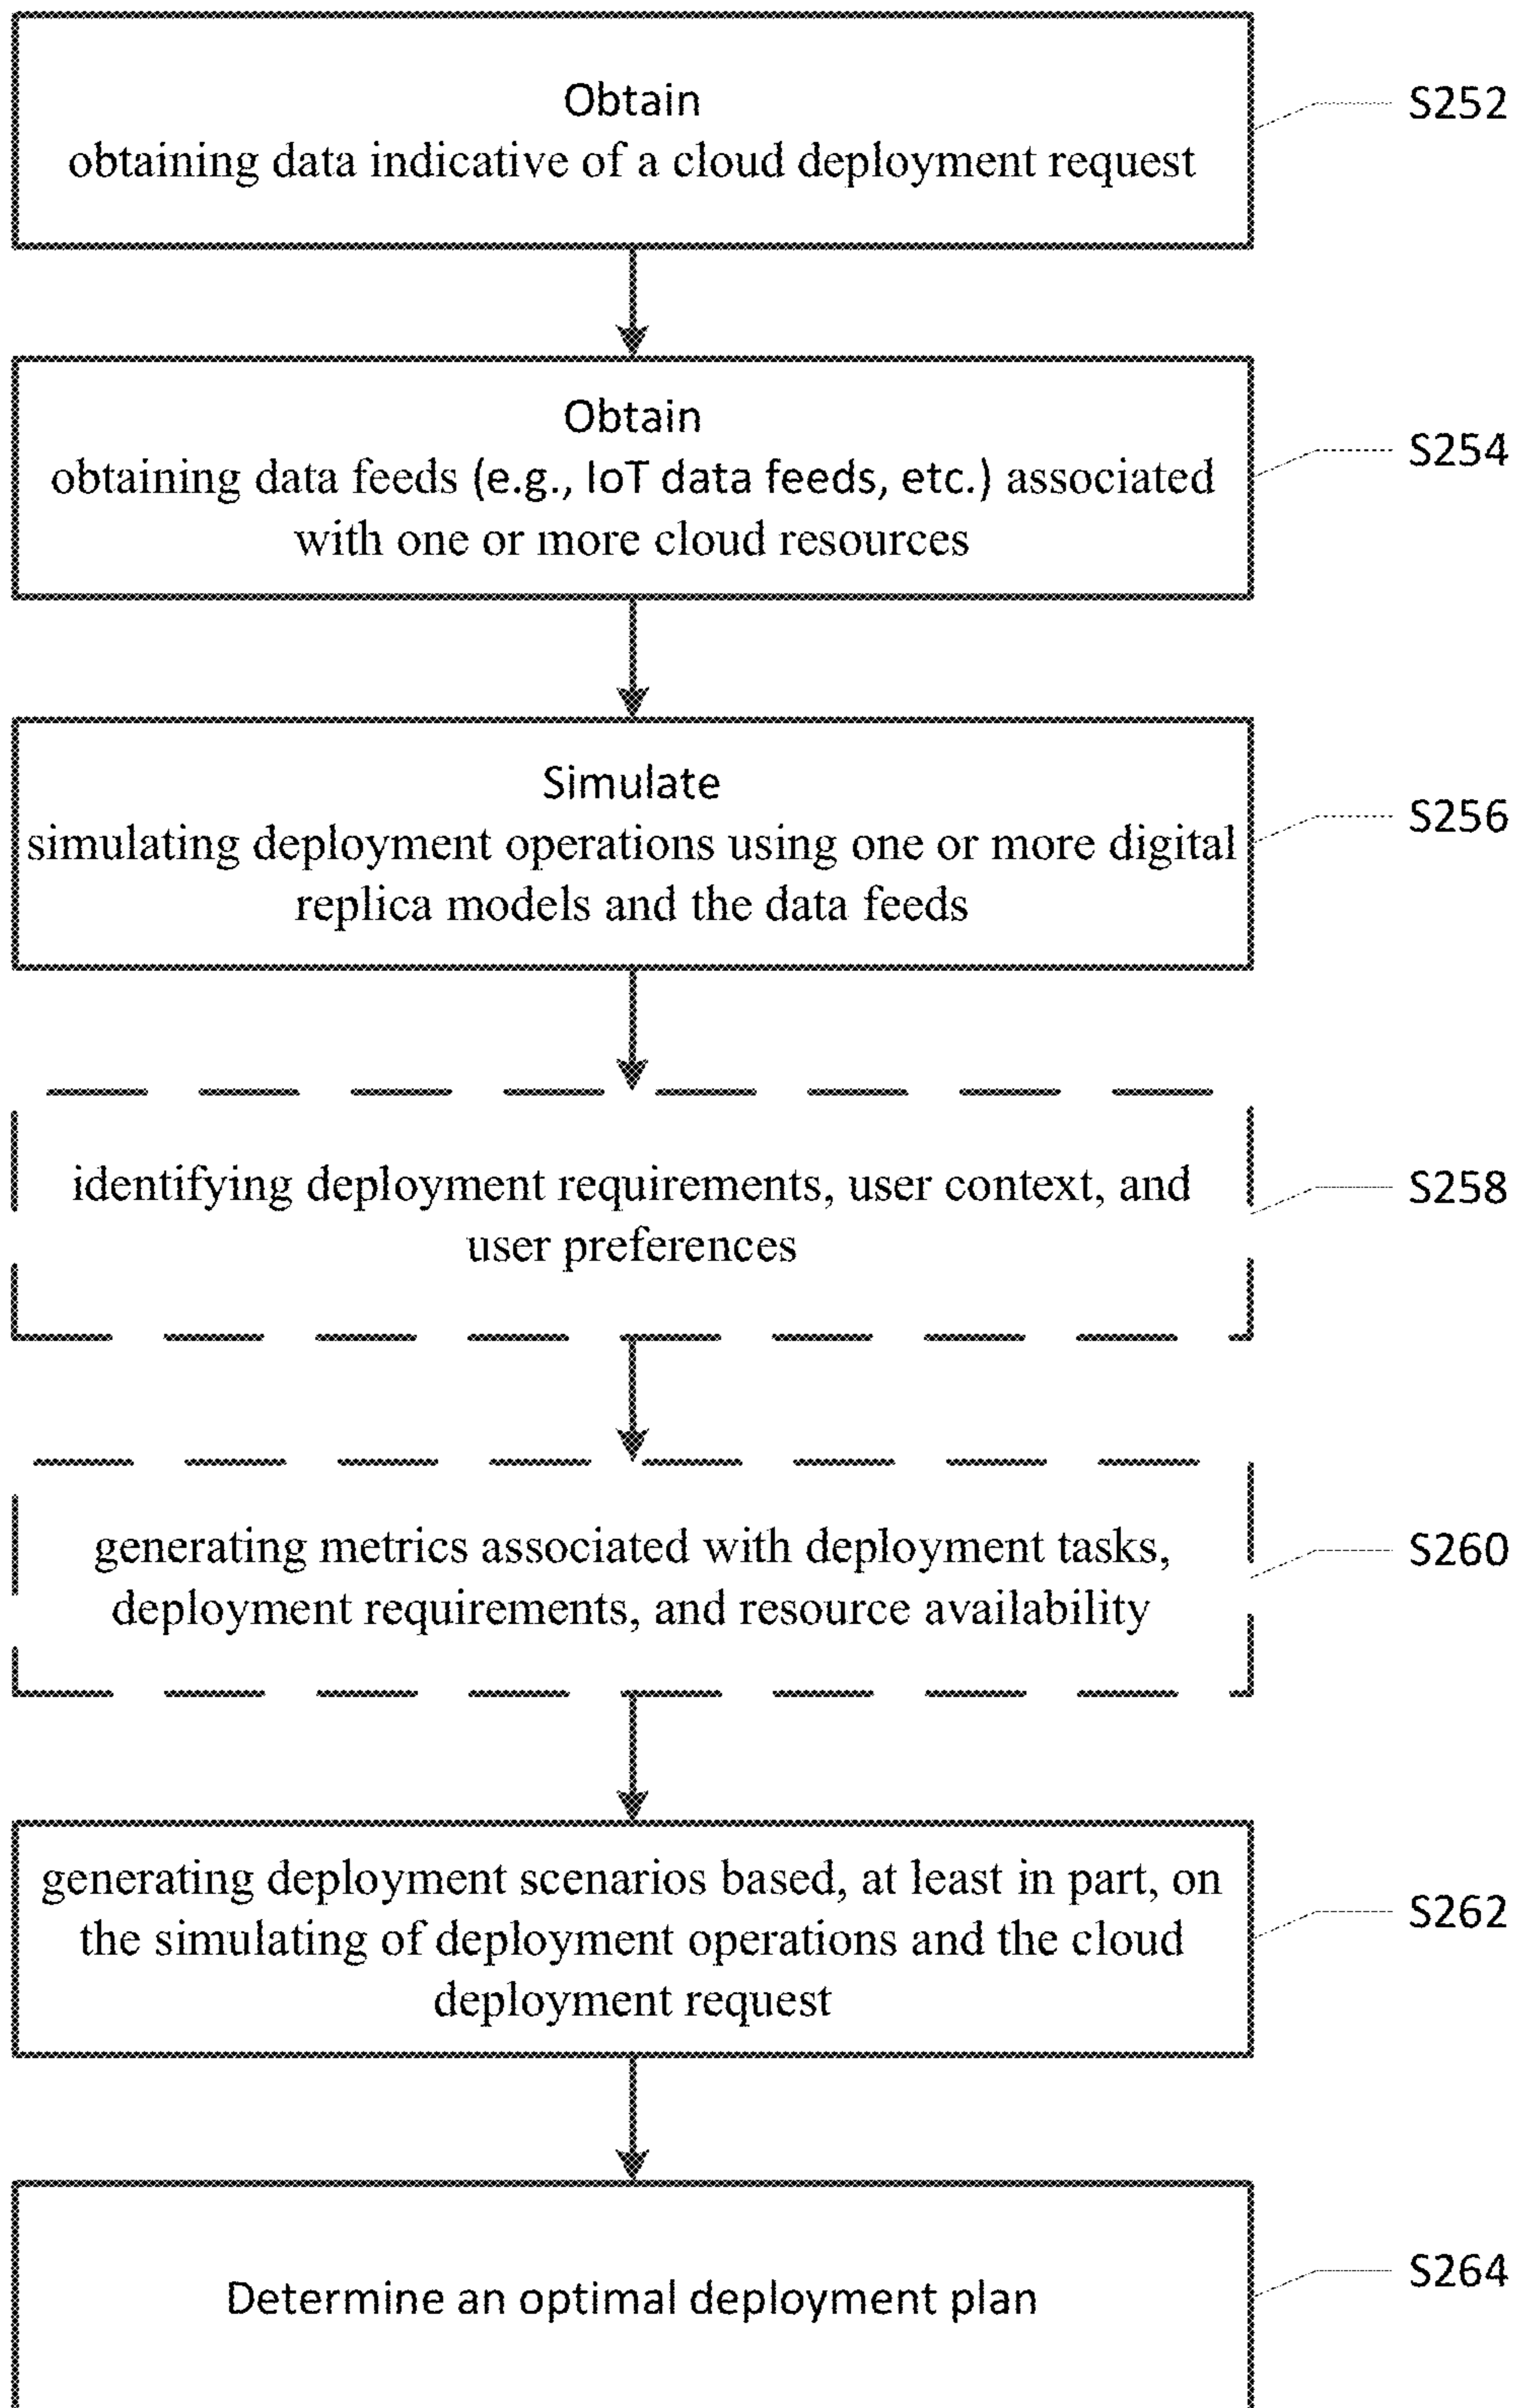 Obtain
obtaining data indicative of a cloud deployment request
S252
Obtain
obtaining data feeds (e.g., IoT data feeds, etc.) associated
with one or more cloud resources
S254
Simulate
simulating deployment operations using one or more digital
replica models and the data feeds
S256
identifying deployment requirements, user context, and
user preferences
S258
generating metrics associated with deployment tasks,
deployment requirements, and resource availability
S260
generating deployment scenarios based, at least in part, on
the simulating of deployment operations and the cloud
deployment request
S262
Determine an optimal deployment plan
S264